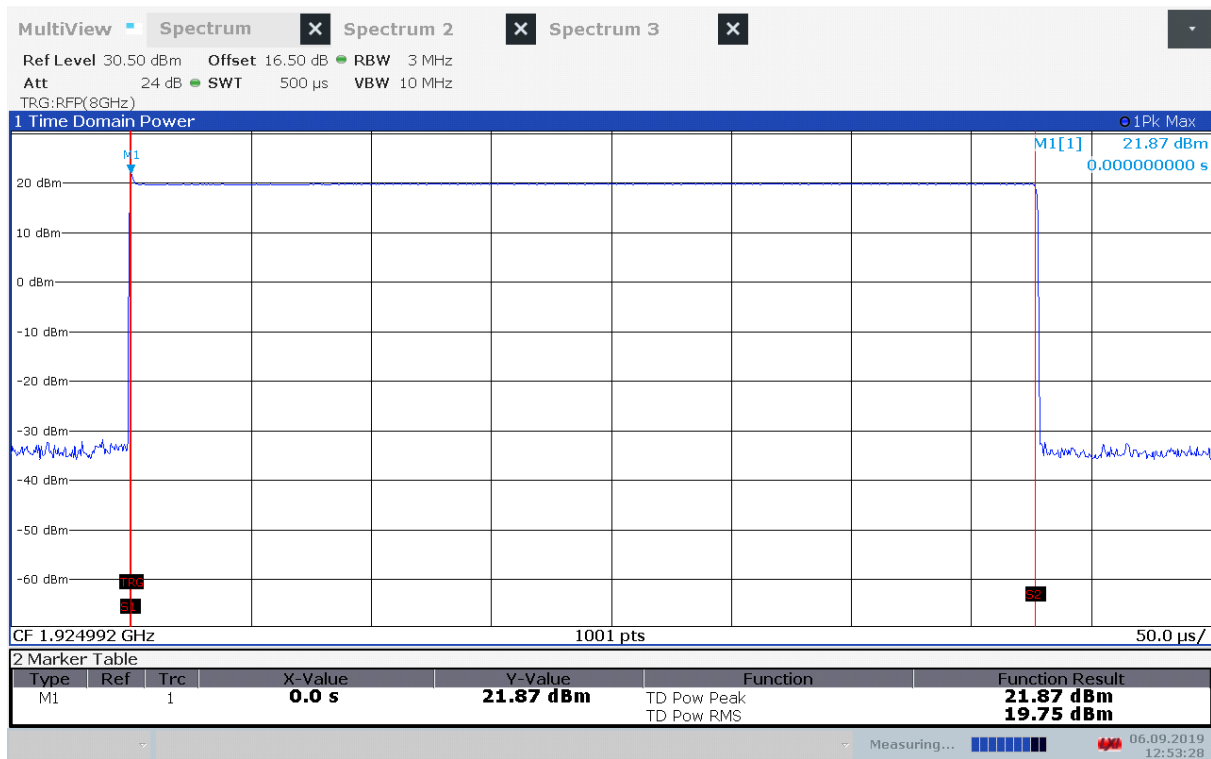 MultiView Spectrum Spectrum 2 Spectrum 3
Ref Level 30.50 dBm Offset 16.50 dB RBW 3 MHz
Att 24 dB SWT 500 µs VBW 10 MHz
TRG:RFP(8GHz)
1 Time Domain Power 1Pk Max
M1[1] 21.87 dBm
0.000000000 s
M1
20 dBm
10 dBm
0 dBm
-10 dBm
-20 dBm
-30 dBm
-40 dBm
-50 dBm
-60 dBm
TRG
S2
S1
CF 1.924992 GHz 1001 pts 50.0 µs/
2 Marker Table
Type Ref Trc X-Value Y-Value Function Function Result
M1 1 0.0 s 21.87 dBm TD Pow Peak 21.87 dBm
TD Pow RMS 19.75 dBm
Measuring... 06.09.2019
12:53:28